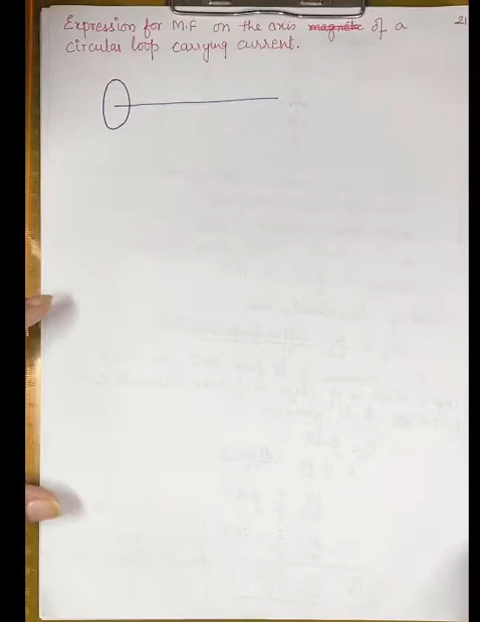 Expression for M.F on the axis magnetic of a 21
circular loop carrying current.